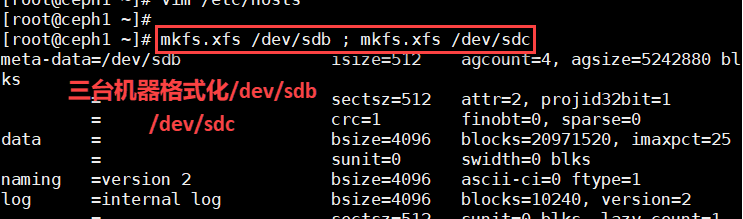 [root@ceph1 ~]# vim /etc/hosts
[root@ceph1 ~]#
[root@ceph1 ~]# mkfs.xfs /dev/sdb ; mkfs.xfs /dev/sdc
meta-data=/dev/sdb isize=512 agcount=4, agsize=5242880 bl
ks
三台机器格式化/dev/sdb
= sectsz=512 attr=2, projid32bit=1
/dev/sdc
= crc=1 finobt=0, sparse=0
data = bsize=4096 blocks=20971520, imaxpct=25
= sunit=0 swidth=0 blks
naming =version 2 bsize=4096 ascii-ci=0 ftype=1
log =internal log bsize=4096 blocks=10240, version=2
= sectsz=512 sunit=0 blks, lazy-count=1